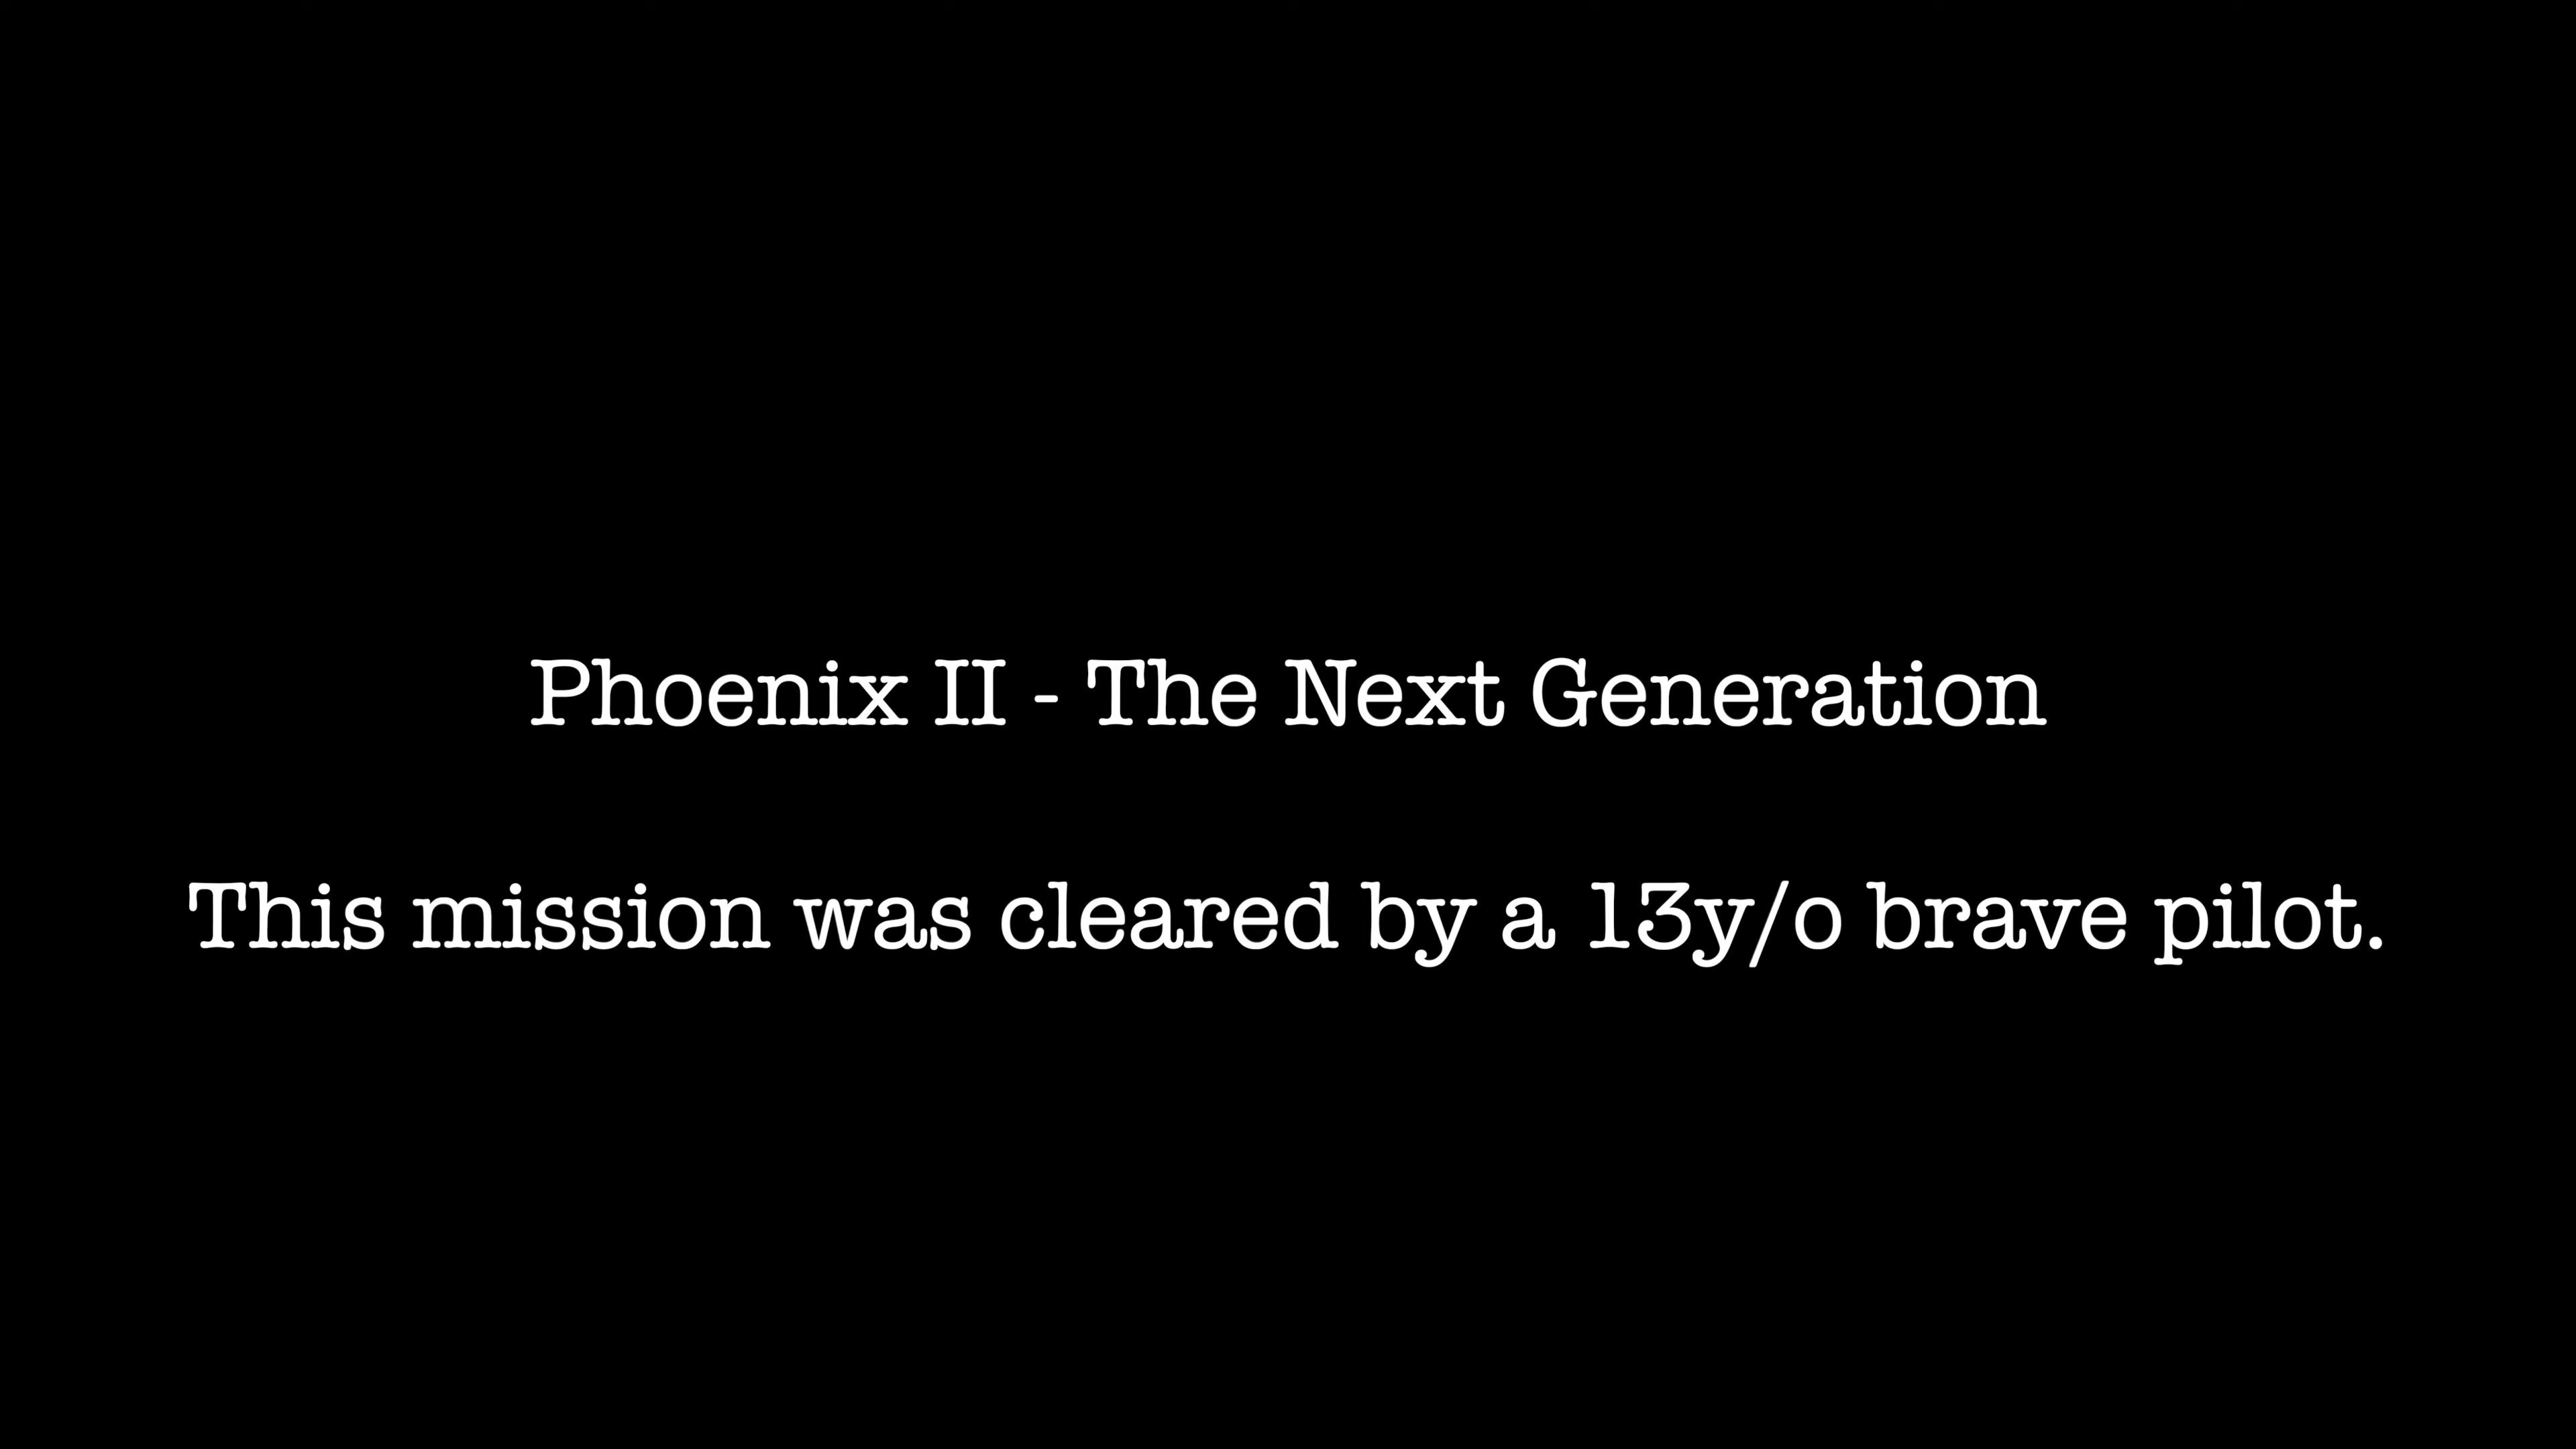 Phoenix II - The Next Generation
This mission was cleared by a 13y/o brave pilot.